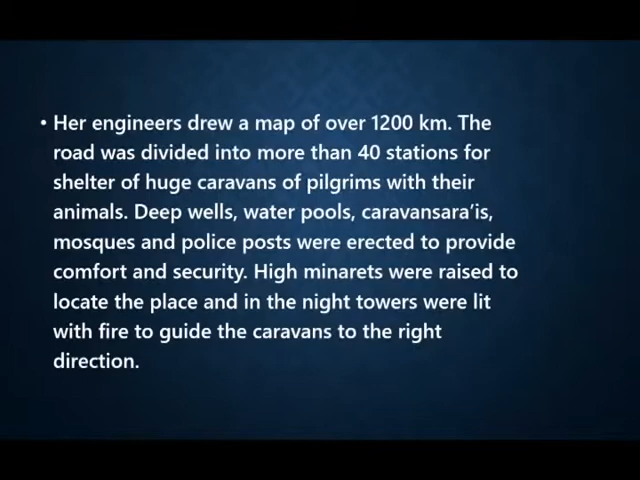 • Her engineers drew a map of over 1200 km. The
road was divided into more than 40 stations for
shelter of huge caravans of pilgrims with their
animals. Deep wells, water pools, caravansara’is,
mosques and police posts were erected to provide
comfort and security. High minarets were raised to
locate the place and in the night towers were lit
with fire to guide the caravans to the right
direction.